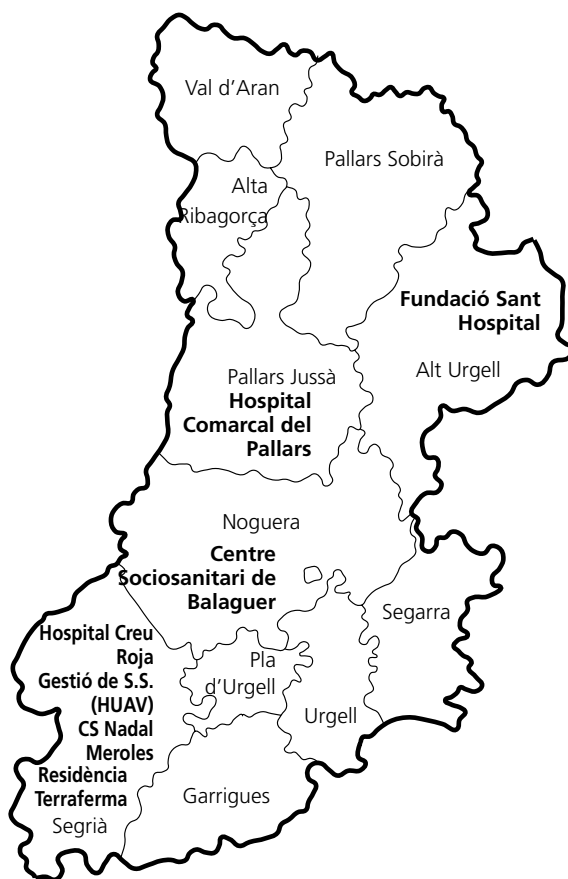 Val d’Aran
Pallars Sobirà
Alta
Ribagorça
Fundació Sant
Hospital
Alt Urgell
Pallars Jussà
Hospital
Comarcal del
Pallars
Noguera
Centre
Sociosanitari de
Balaguer
Segarra
Hospital Creu
Roja
Gestió de S.S.
(HUAV)
CS Nadal
Meroles
Residència
Terraferma
Segrià
Pla
d’Urgell
Urgell
Garrigues